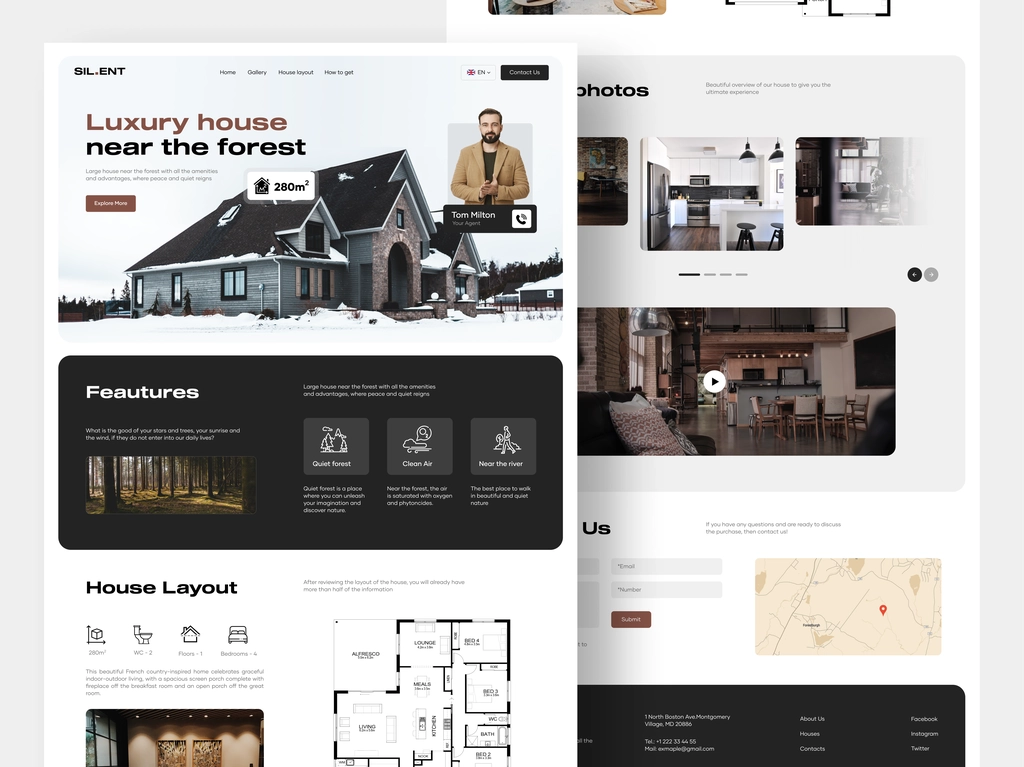 SIL.ENT
Home
Gallery
House layout
How to get
EN
Contact Us
Luxury house
near the forest
Large house near the forest with all the amenities
and advantages, where peace and quiet reigns
Explore More
280m²
Tom Milton
Your Agent
Feautures
Large house near the forest with all the amenities
and advantages, where peace and quiet reigns
What is the good of your stars and trees, your sunrise and
the wind, if they do not enter into our daily lives?
Quiet forest
Clean Air
Near the river
Quiet forest is a place
where you can unleash
your imagination and
discover nature.
Near the forest, the air
is saturated with oxygen
and phytoncides.
The best place to walk
in beautiful and quiet
nature
House Layout
After reviewing the layout of the house, you will already have
more than half of the information
280m²
WC - 2
Floors - 1
Bedrooms - 4
This beautiful French country-inspired home celebrates graceful
indoor-outdoor living, with a spacious screen porch complete with
fireplace off the breakfast room and an open porch off the great
room.
ALFRESCO
LOUNGE
BED 4
MEALS
BED 3
LIVING
KITCHEN
WC
BATH
BED 2
photos
Beautiful overview of our house to give you the
ultimate experience
Us
If you have any questions and are ready to discuss
the purchase, then contact us!
*Email
*Number
Submit
t to
all the
1 North Boston Ave.Montgomery
Village, MD 20886
Tel.: +1 222 33 44 55
Mail: exmaple@gmail.com
About Us
Houses
Contacts
Facebook
Instagram
Twitter